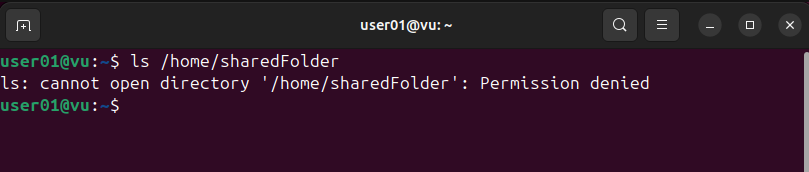 user01@vu: ~
user01@vu:~$ ls /home/sharedFolder
ls: cannot open directory '/home/sharedFolder': Permission denied
user01@vu:~$